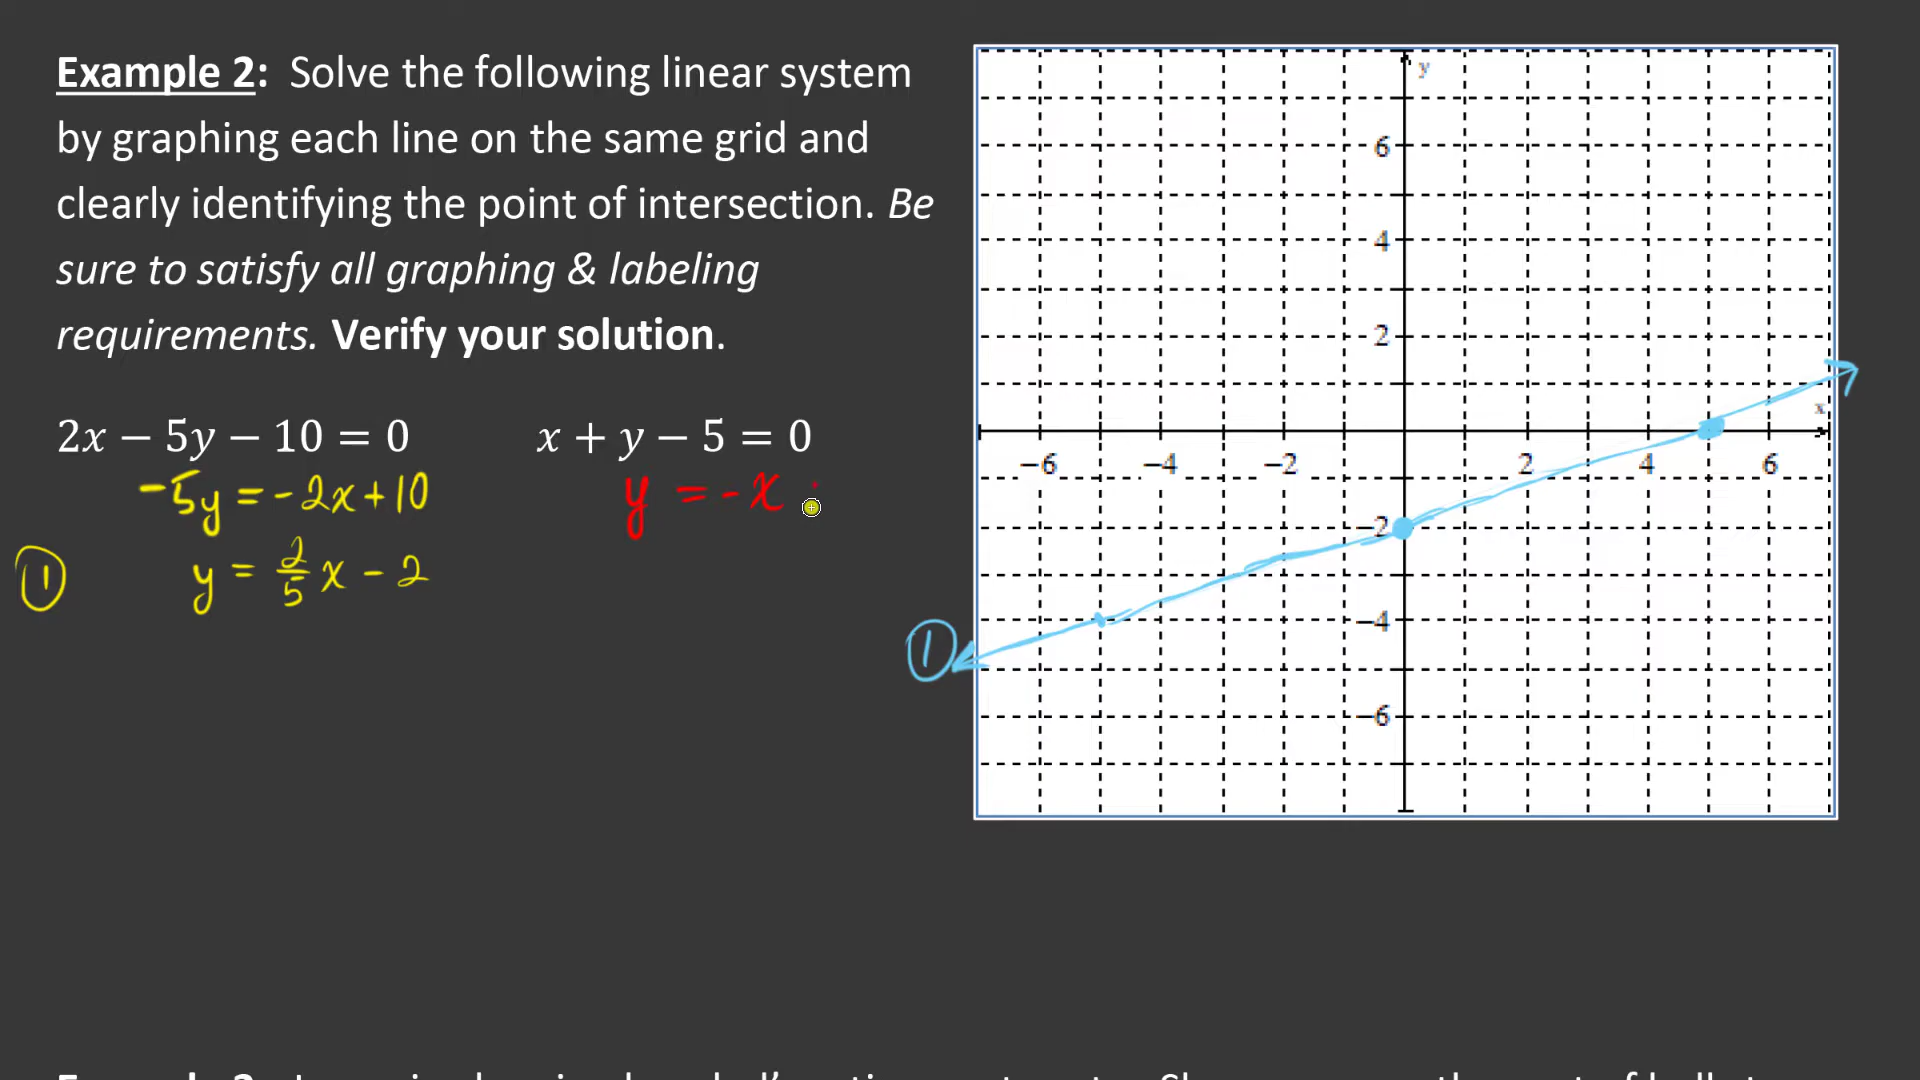 Example 2: Solve the following linear system
by graphing each line on the same grid and
clearly identifying the point of intersection. Be
sure to satisfy all graphing & labeling
requirements. Verify your solution.
2x − 5y − 10 = 0
x + y − 5 = 0
-5y = -2x + 10
y = -x
① y = 2/5 x - 2
y
6
4
2
x
−6 −4 −2 2 4 6
−2
−4
①
−6